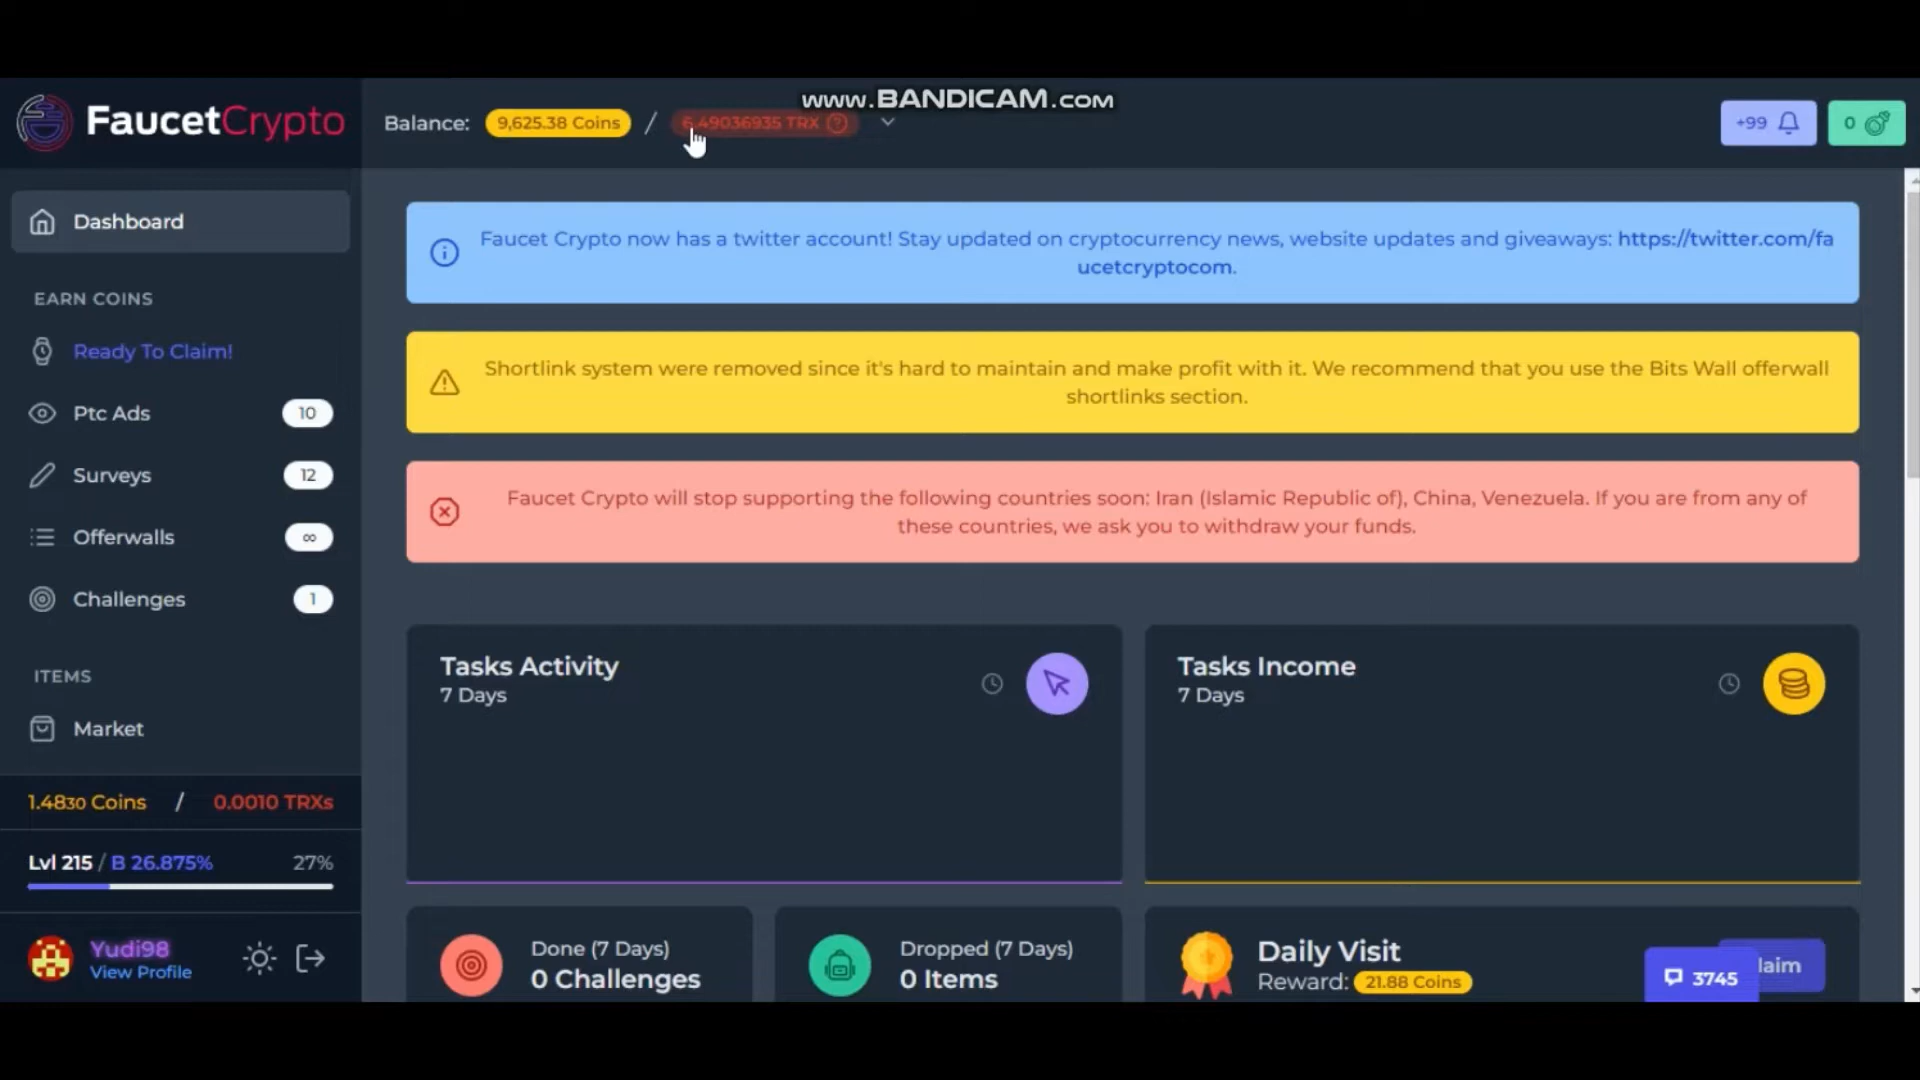 www.BANDICAM.com
FaucetCrypto
Balance: 9,625.38 Coins / 6.49036935 TRX
+99
0
Dashboard
EARN COINS
Ready To Claim!
Ptc Ads 10
Surveys 12
Offerwalls ∞
Challenges 1
ITEMS
Market
1.4830 Coins / 0.0010 TRXs
Lvl 215 / B 26.875% 27%
Yudi98
View Profile
Faucet Crypto now has a twitter account! Stay updated on cryptocurrency news, website updates and giveaways: https://twitter.com/fa
ucetcryptocom.
Shortlink system were removed since it's hard to maintain and make profit with it. We recommend that you use the Bits Wall offerwall
shortlinks section.
Faucet Crypto will stop supporting the following countries soon: Iran (Islamic Republic of), China, Venezuela. If you are from any of
these countries, we ask you to withdraw your funds.
Tasks Activity
7 Days
Tasks Income
7 Days
Done (7 Days)
0 Challenges
Dropped (7 Days)
0 Items
Daily Visit
Reward: 21.88 Coins
3745
laim